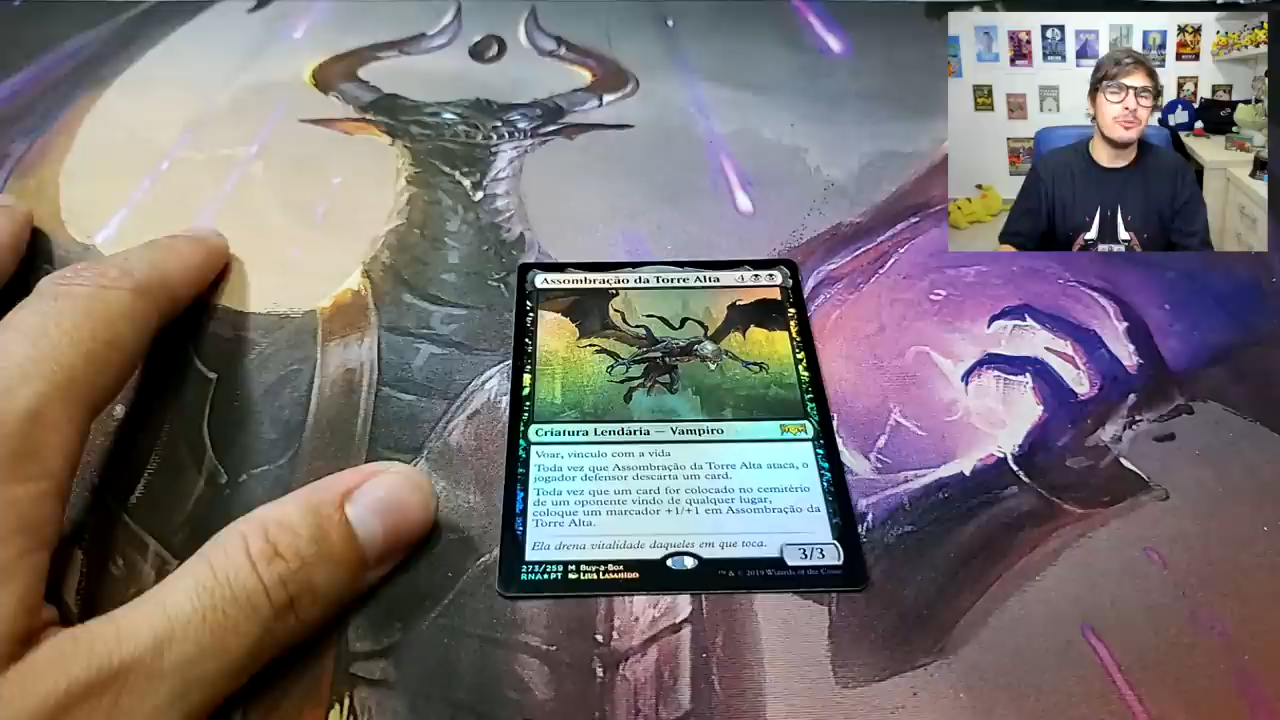 Assombração da Torre Alta 4
Criatura Lendária — Vampiro
Voar, vínculo com a vida
Toda vez que Assombração da Torre Alta ataca, o
jogador defensor descarta um card.
Toda vez que um card for colocado no cemitério
de um oponente vindo de qualquer lugar,
coloque um marcador +1/+1 em Assombração da
Torre Alta.
Ela drena vitalidade daqueles em que toca.
3/3
273/259 M Buy-a-Box
RNA★PT Livia Prima
™ & © 2019 Wizards of the Coast